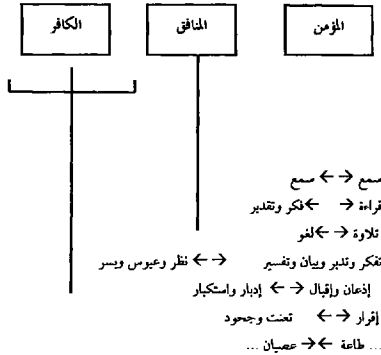 المؤمن المنافق الكافر
سمع ← → سمع
قراءة → ← فكر وتقدير
تلاوة → ← لغو
تفكر وتدبر وبيان وتفسير → ← نظر وعبوس وبسر
إذعان وإقبال → ← إدبار واستكبار
إقرار → ← تعنت وجحود
... طاعة ← → عصيان ...